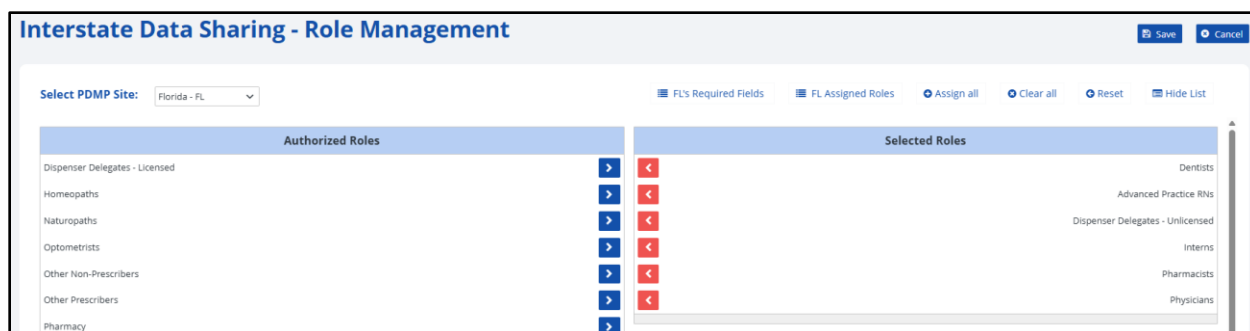 Interstate Data Sharing - Role Management
Save
Cancel
Select PDMP Site:
Florida - FL
FL's Required Fields
FL Assigned Roles
Assign all
Clear all
Reset
Hide List
Authorized Roles
Selected Roles
Dispenser Delegates - Licensed
Dentists
Homeopaths
Advanced Practice RNs
Naturopaths
Dispenser Delegates - Unlicensed
Optometrists
Interns
Other Non-Prescribers
Pharmacists
Other Prescribers
Physicians
Pharmacy